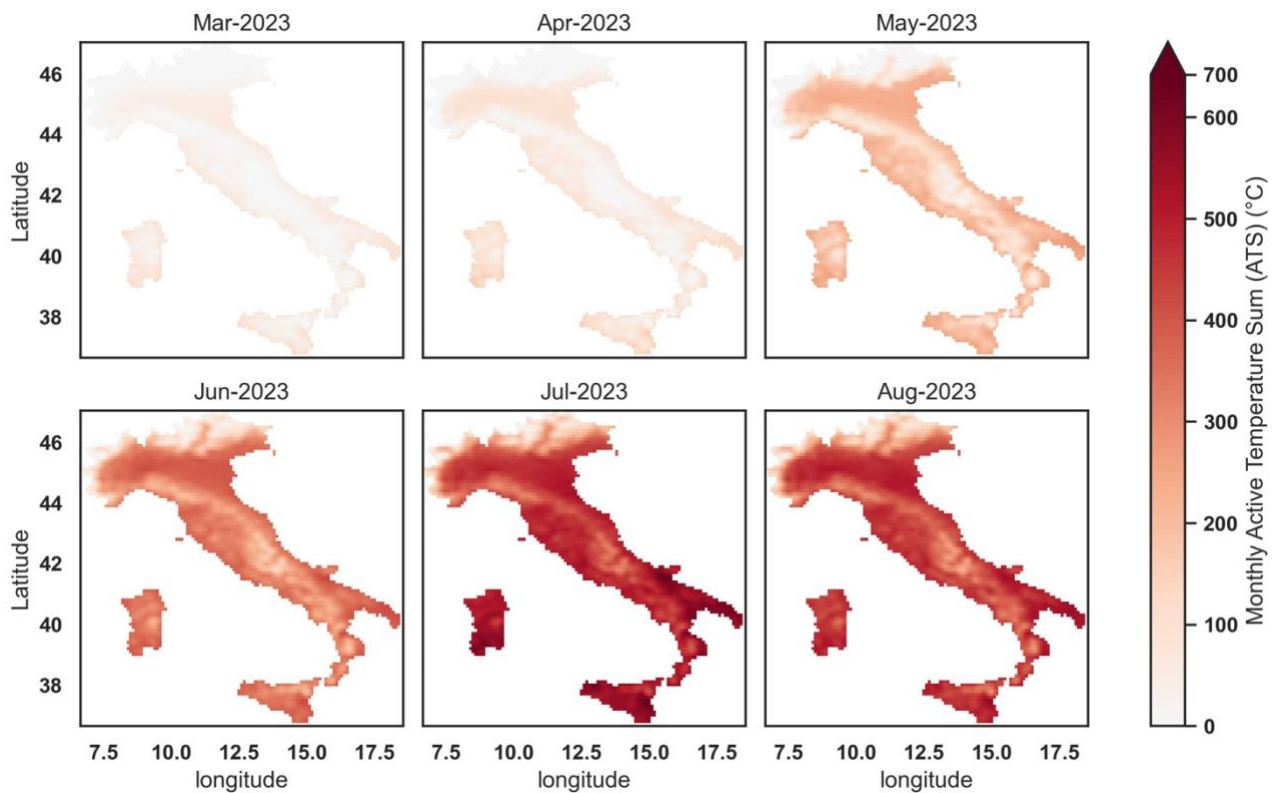 Mar-2023 Apr-2023 May-2023
46
44
42
40
38
Latitude
Jun-2023 Jul-2023 Aug-2023
46
44
42
40
38
Latitude
7.5 10.0 12.5 15.0 17.5 7.5 10.0 12.5 15.0 17.5 7.5 10.0 12.5 15.0 17.5
longitude longitude longitude
700
600
500
400
300
200
100
0
Monthly Active Temperature Sum (ATS) (°C)